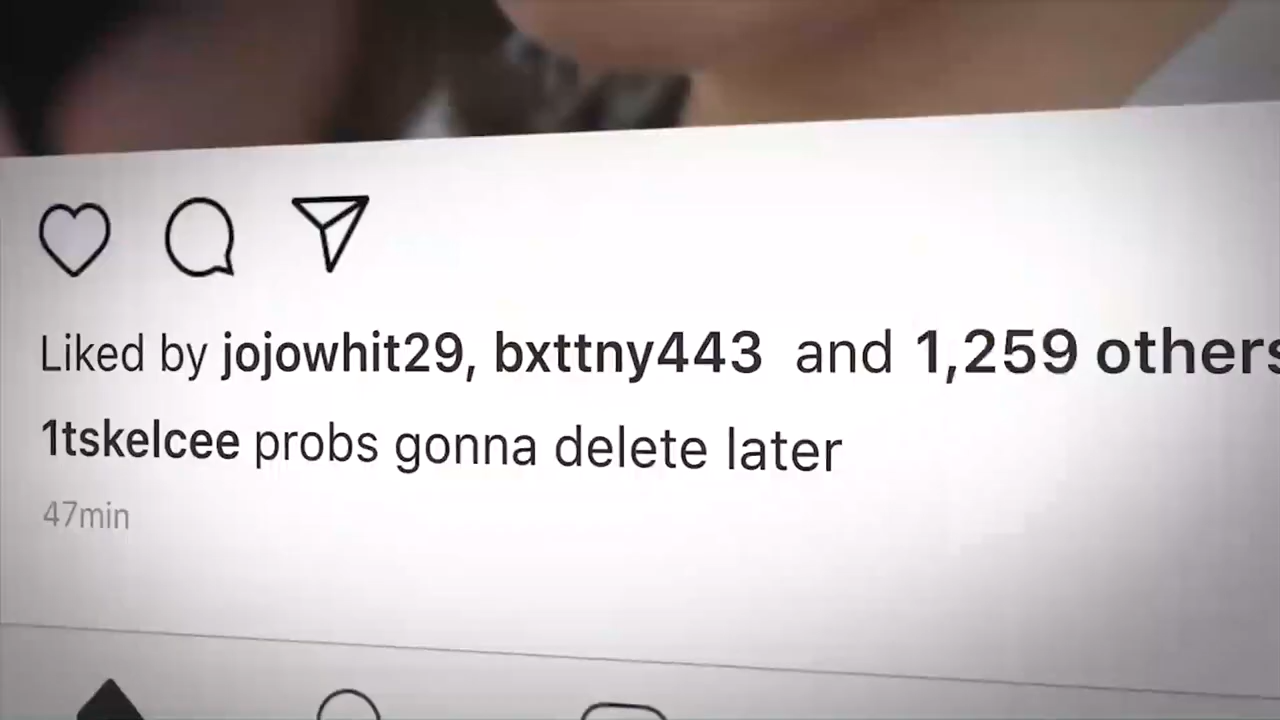 Liked by jojowhit29, bxttny443 and 1,259 others
1tskelcee probs gonna delete later
47min